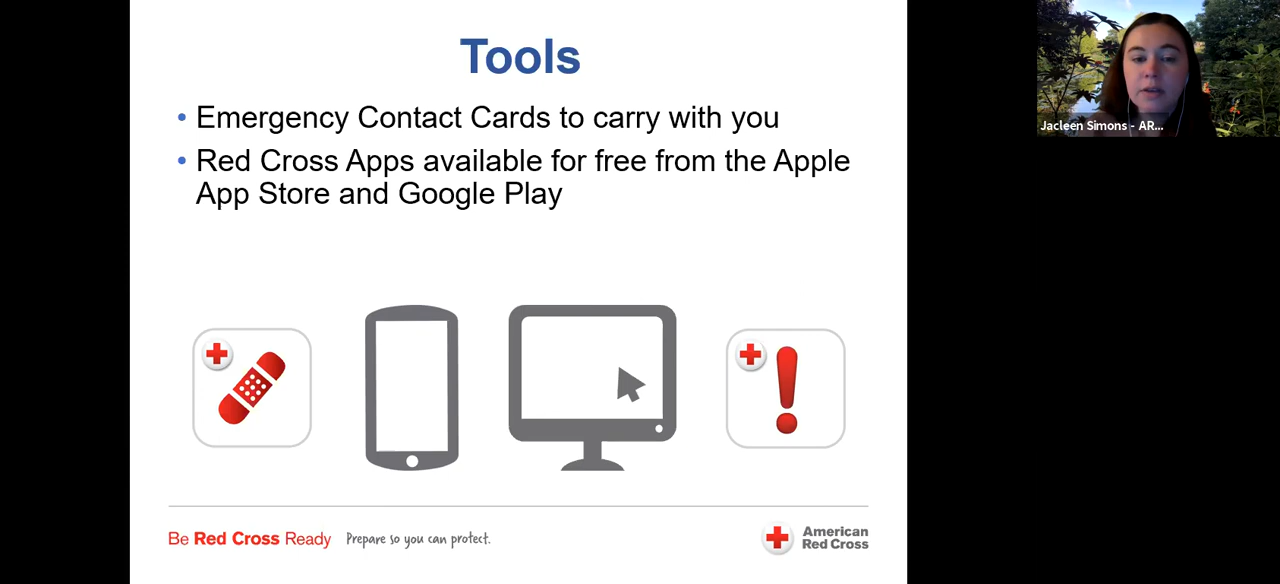 Tools
• Emergency Contact Cards to carry with you
• Red Cross Apps available for free from the Apple
App Store and Google Play
Be Red Cross Ready Prepare so you can protect.
American
Red Cross
Jacleen Simons - AR...